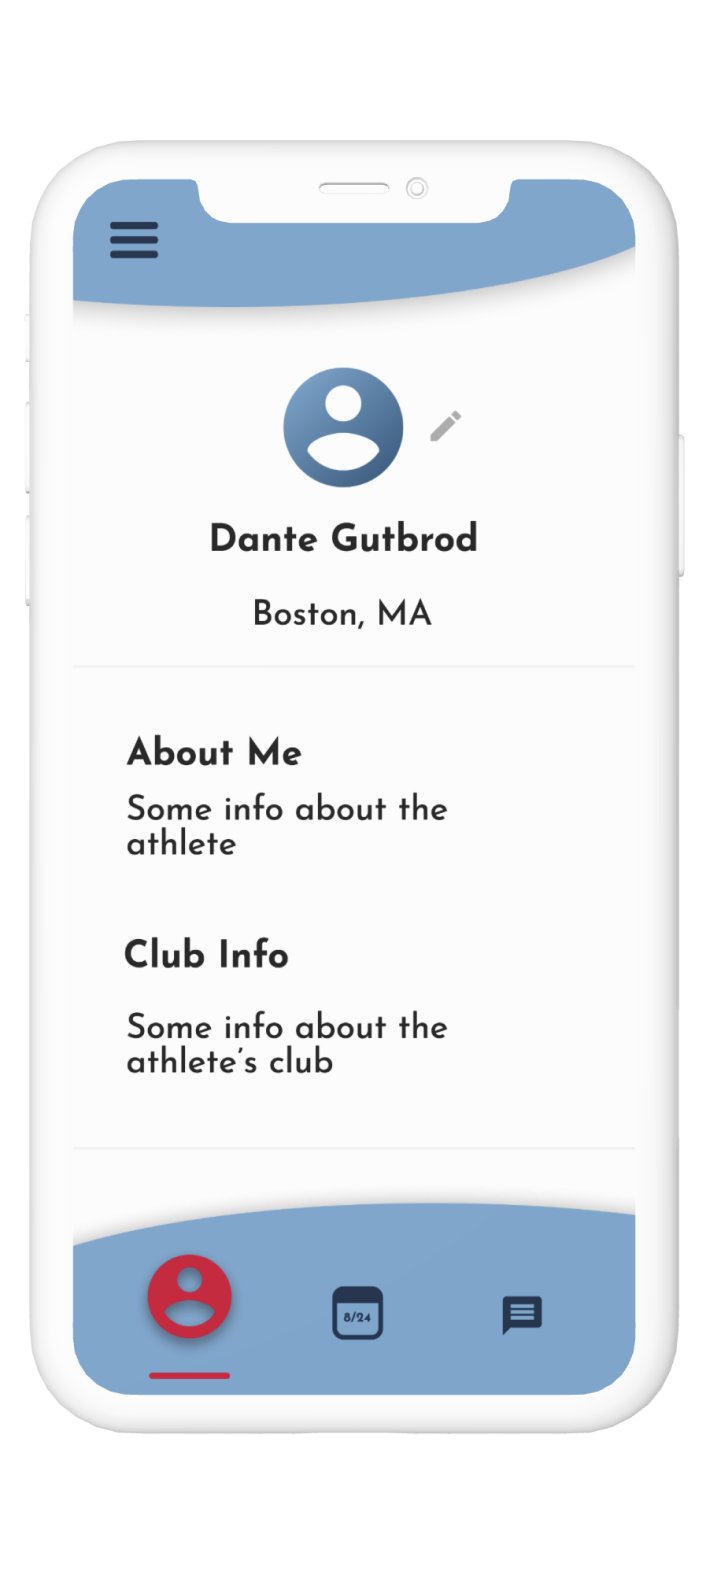 Dante Gutbrod
Boston, MA
About Me
Some info about the
athlete
Club Info
Some info about the
athlete's club
8/24